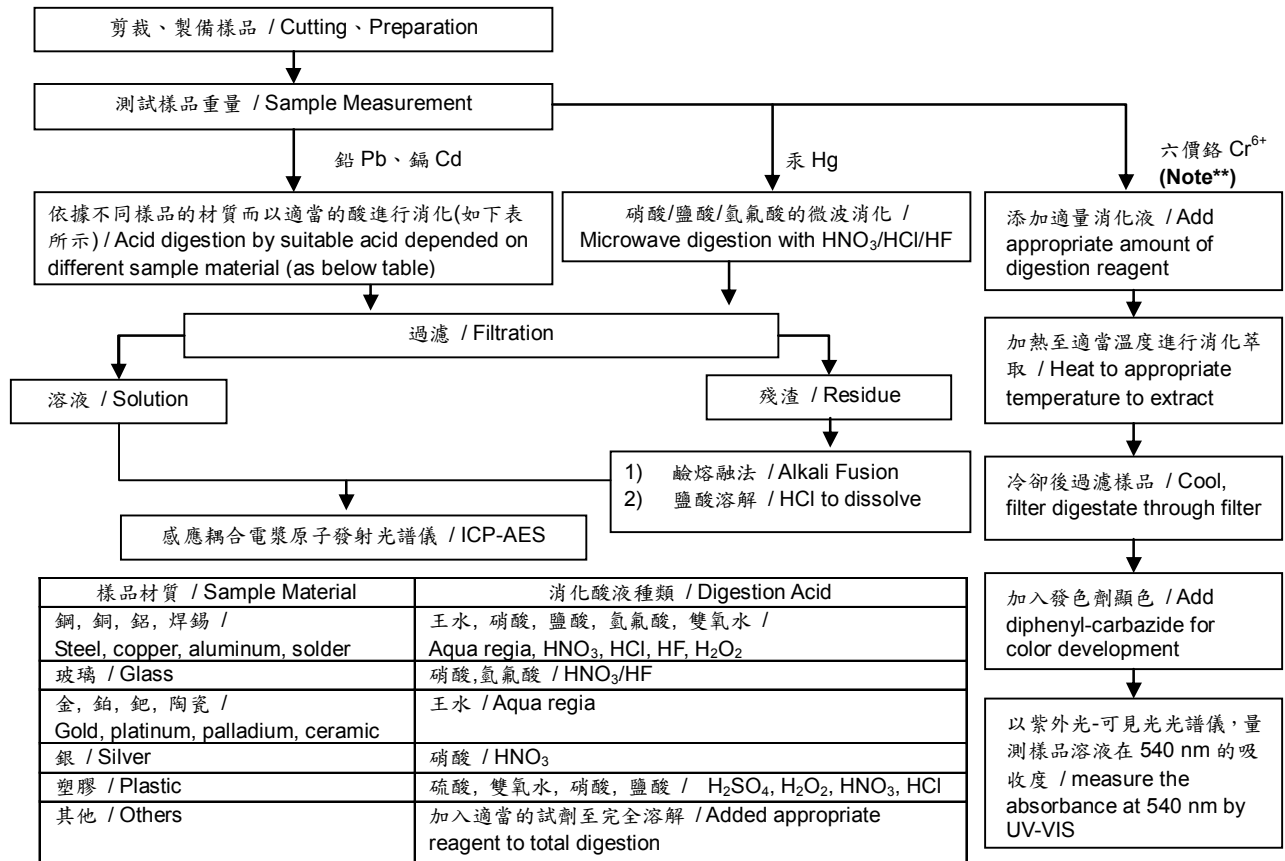 剪裁、製備樣品 / Cutting、Preparation
測試樣品重量 / Sample Measurement
鉛 Pb、鎘 Cd
汞 Hg
六價鉻 Cr⁶⁺
(Note**)
依據不同樣品的材質而以適當的酸進行消化(如下表
所示) / Acid digestion by suitable acid depended on
different sample material (as below table)
硝酸/鹽酸/氫氟酸的微波消化 /
Microwave digestion with HNO₃/HCl/HF
添加適量消化液 / Add
appropriate amount of
digestion reagent
過濾 / Filtration
加熱至適當溫度進行消化萃
取 / Heat to appropriate
temperature to extract
溶液 / Solution
殘渣 / Residue
1) 鹼熔融法 / Alkali Fusion
2) 鹽酸溶解 / HCl to dissolve
冷卻後過濾樣品 / Cool,
filter digestate through filter
感應耦合電漿原子發射光譜儀 / ICP-AES
加入發色劑顯色 / Add
diphenyl-carbazide for
color development
以紫外光-可見光光譜儀，量
測樣品溶液在 540 nm 的吸
收度 / measure the
absorbance at 540 nm by
UV-VIS
樣品材質 / Sample Material
消化酸液種類 / Digestion Acid
鋼, 銅, 鋁, 焊錫 /
Steel, copper, aluminum, solder
王水, 硝酸, 鹽酸, 氫氟酸, 雙氧水 /
Aqua regia, HNO₃, HCl, HF, H₂O₂
玻璃 / Glass
硝酸,氫氟酸 / HNO₃/HF
金, 鉑, 鈀, 陶瓷 /
Gold, platinum, palladium, ceramic
王水 / Aqua regia
銀 / Silver
硝酸 / HNO₃
塑膠 / Plastic
硫酸, 雙氧水, 硝酸, 鹽酸 / H₂SO₄, H₂O₂, HNO₃, HCl
其他 / Others
加入適當的試劑至完全溶解 / Added appropriate
reagent to total digestion